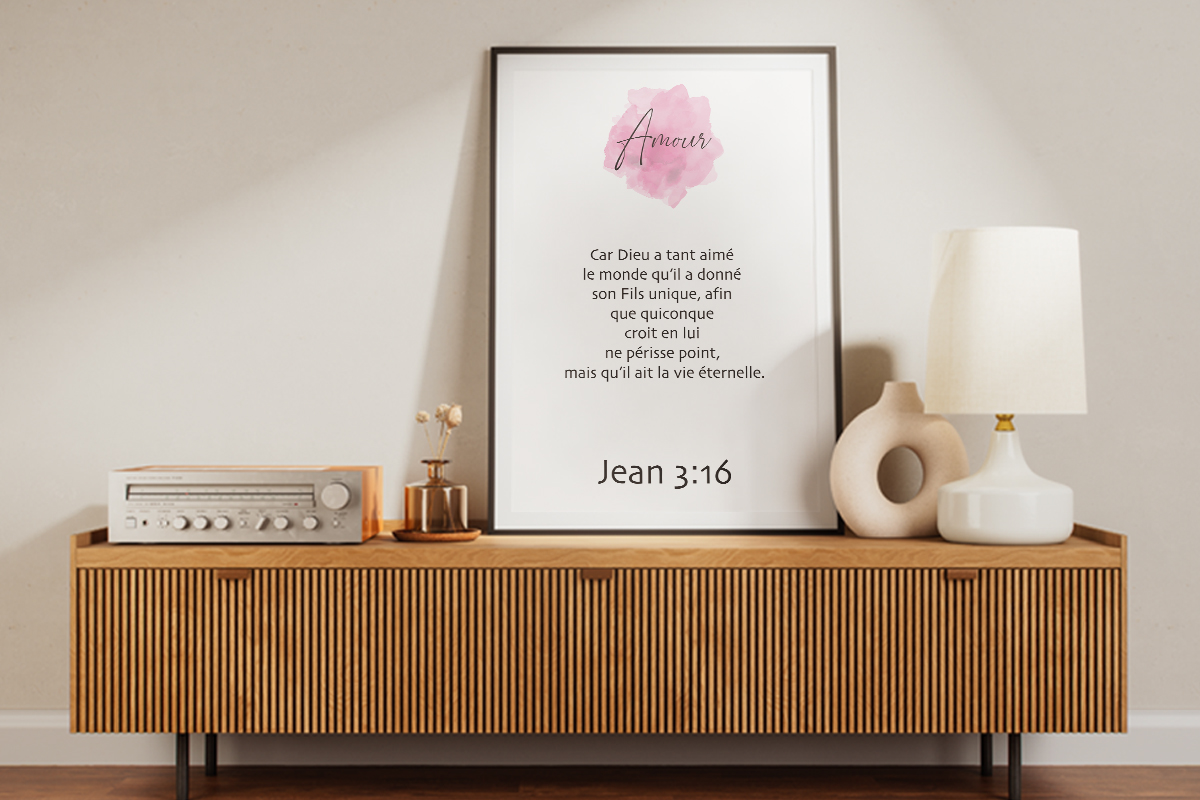 Amour
Car Dieu a tant aimé
le monde qu'il a donné
son Fils unique, afin
que quiconque
croit en lui
ne périsse point,
mais qu'il ait la vie éternelle.
Jean 3:16